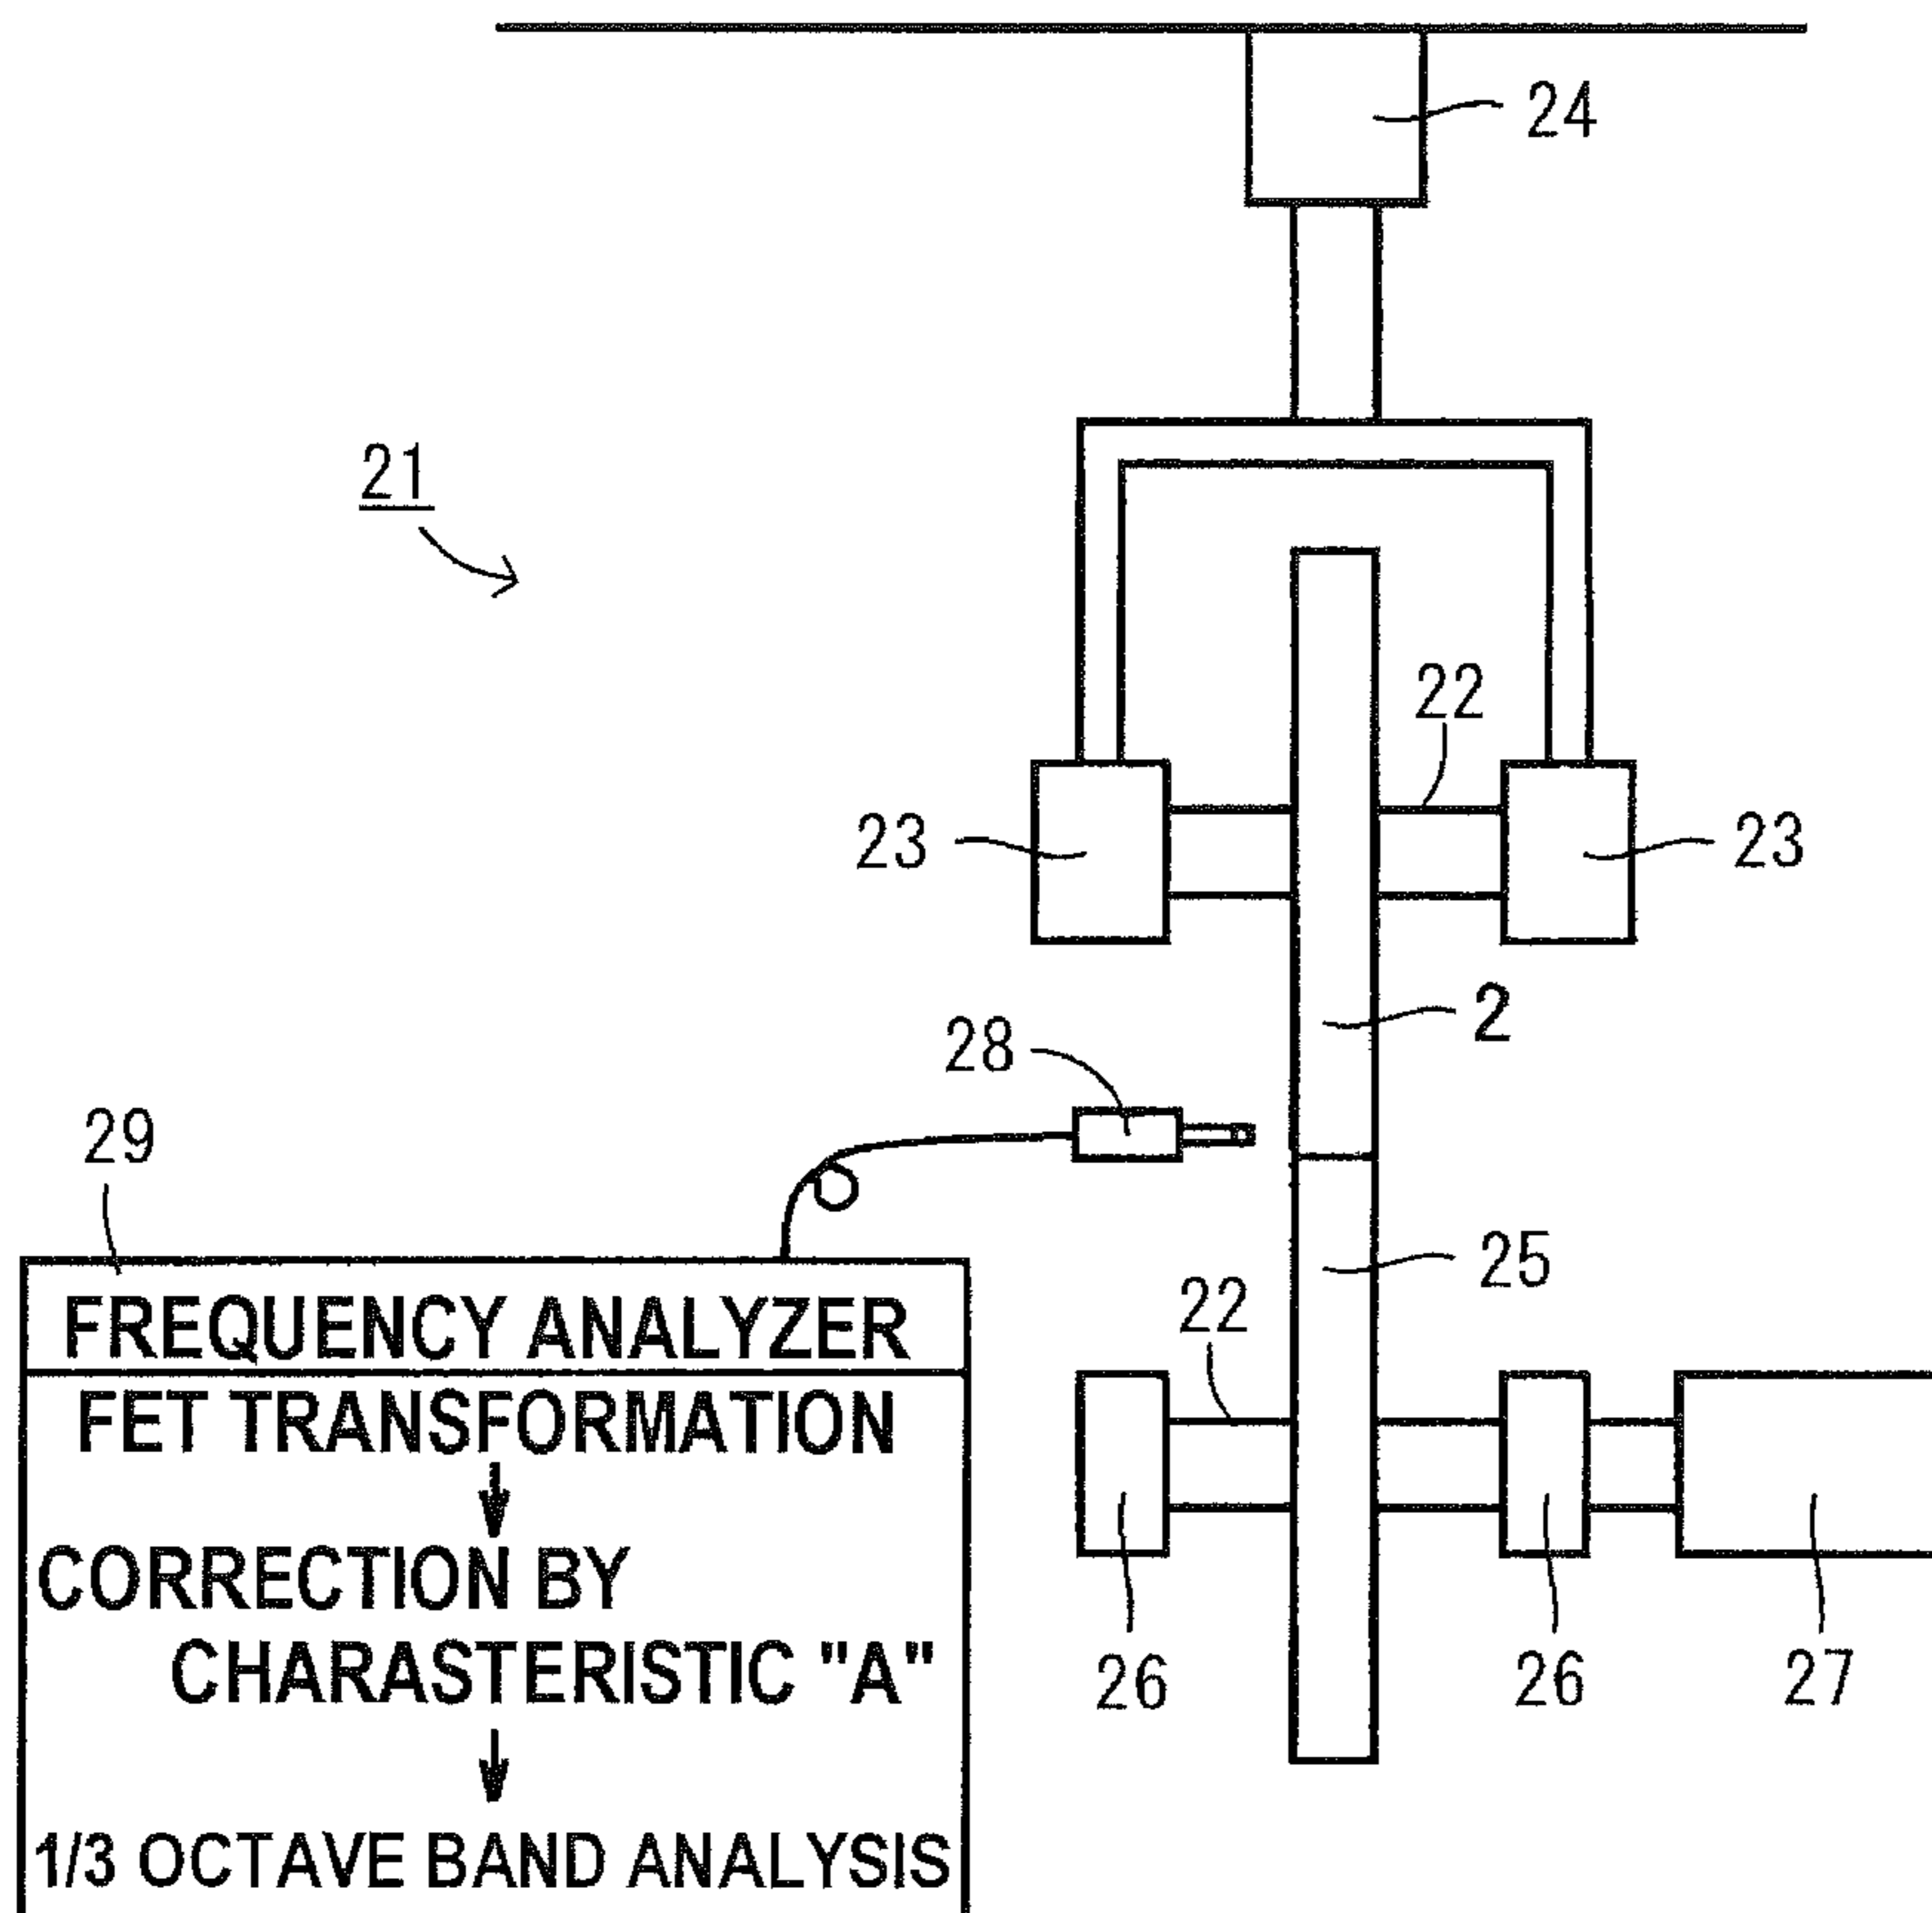 24
21
22
23
23
2
28
29
25
22
FREQUENCY ANALYZER
FET TRANSFORMATION
CORRECTION BY
CHARASTERISTIC "A"
1/3 OCTAVE BAND ANALYSIS
26
26
27